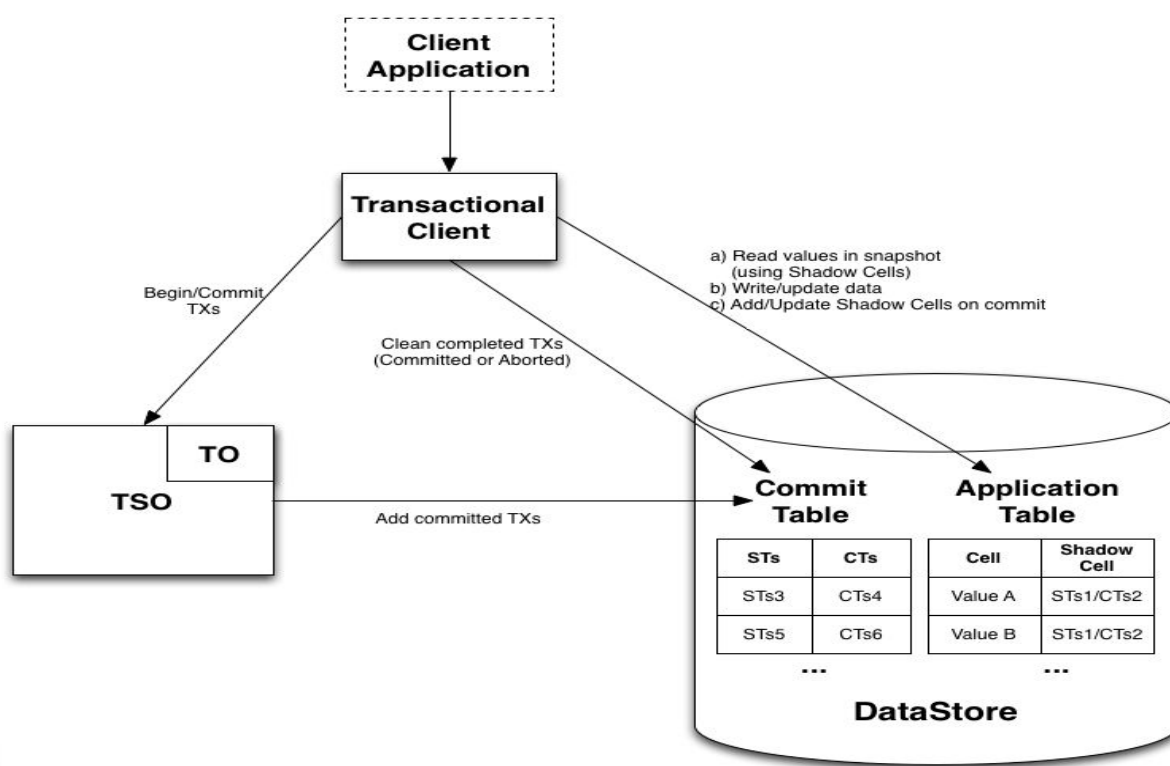 Client
Application
Transactional
Client
a) Read values in snapshot
(using Shadow Cells)
b) Write/update data
c) Add/Update Shadow Cells on commit
Begin/Commit
TXs
Clean completed TXs
(Committed or Aborted)
TO
TSO
Add committed TXs
Commit
Table
Application
Table
STs CTs
STs3 CTs4
STs5 CTs6
...
Cell Shadow
Cell
Value A STs1/CTs2
Value B STs1/CTs2
...
DataStore